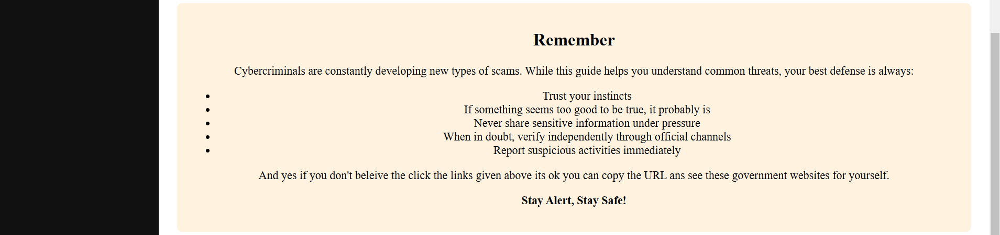 Remember
Cybercriminals are constantly developing new types of scams. While this guide helps you understand common threats, your best defense is always:
Trust your instincts
If something seems too good to be true, it probably is
Never share sensitive information under pressure
When in doubt, verify independently through official channels
Report suspicious activities immediately
And yes if you don't beleive the click the links given above its ok you can copy the URL ans see these government websites for yourself.
Stay Alert, Stay Safe!